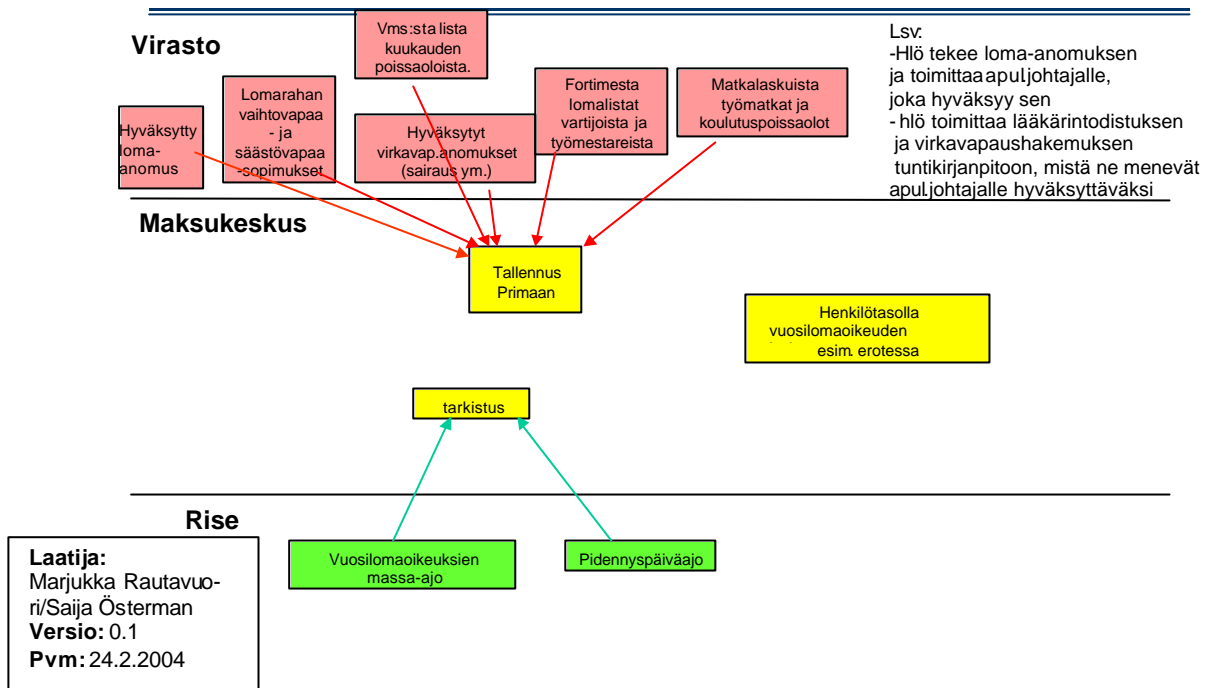 Virasto
Vms:sta lista
kuukauden
poissaoloista.
Lsv:
-Hlö tekee loma-anomuksen
ja toimittaa apul.johtajalle,
joka hyväksyy sen
- hlö toimittaa lääkärintodistuksen
ja virkavapaushakemuksen
tuntikirjanpitoon, mistä ne menevät
apul.johtajalle hyväksyttäväksi
Hyväksytty
loma-
anomus
Lomarahan
vaihtovapaa
- ja
säästövapaa
-sopimukset
Hyväksytyt
virkavap.anomukset
(sairaus ym.)
Fortimesta
lomalistat
vartijoista ja
työmestareista
Matkalaskuista
työmatkat ja
koulutuspoissaolot
Maksukeskus
Tallennus
Primaan
Henkilötasolla
vuosilomaoikeuden
esim. erotessa
tarkistus
Rise
Vuosilomaoikeuksien
massa-ajo
Pidennyspäiväajo
Laatija:
Marjukka Rautavuo-
ri/Saija Österman
Versio: 0.1
Pvm: 24.2.2004